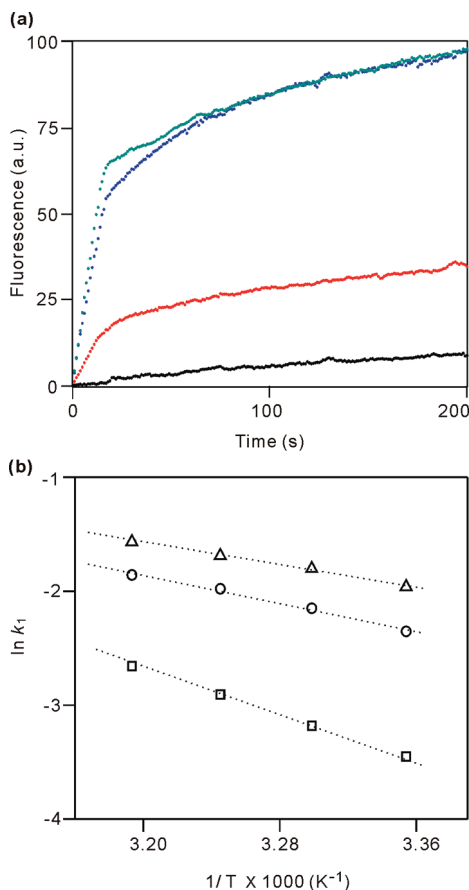 (a)
100
75
50
25
0
Fluorescence (a.u.)
0 100 200
Time (s)
(b)
-1
-2
-3
-4
ln k₁
3.20 3.28 3.36
1/T X 1000 (K⁻¹)